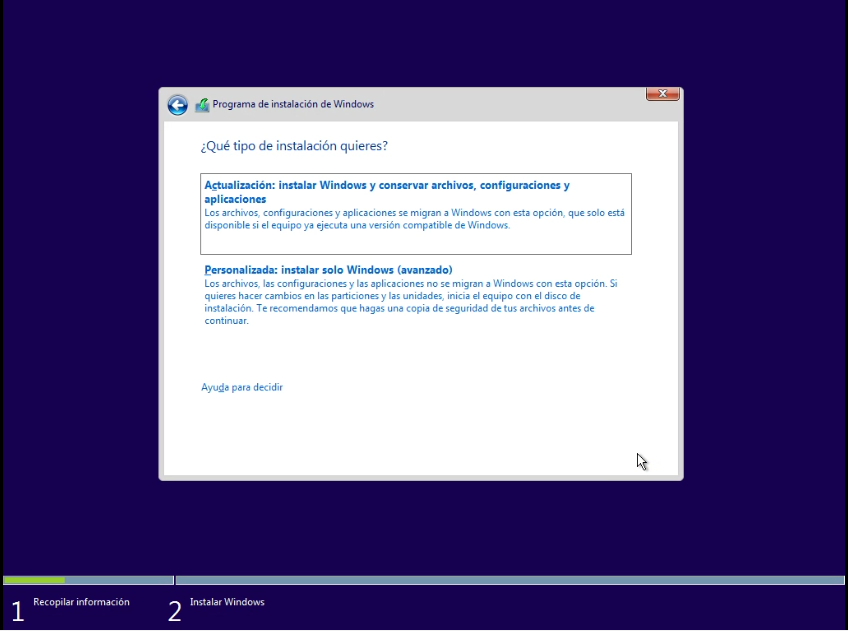 Programa de instalación de Windows
¿Qué tipo de instalación quieres?
Actualización: instalar Windows y conservar archivos, configuraciones y
aplicaciones
Los archivos, configuraciones y aplicaciones se migran a Windows con esta opción, que solo está
disponible si el equipo ya ejecuta una versión compatible de Windows.
Personalizada: instalar solo Windows (avanzado)
Los archivos, las configuraciones y las aplicaciones no se migran a Windows con esta opción. Si
quieres hacer cambios en las particiones y las unidades, inicia el equipo con el disco de
instalación. Te recomendamos que hagas una copia de seguridad de tus archivos antes de
continuar.
Ayuda para decidir
1 Recopilar información
2 Instalar Windows